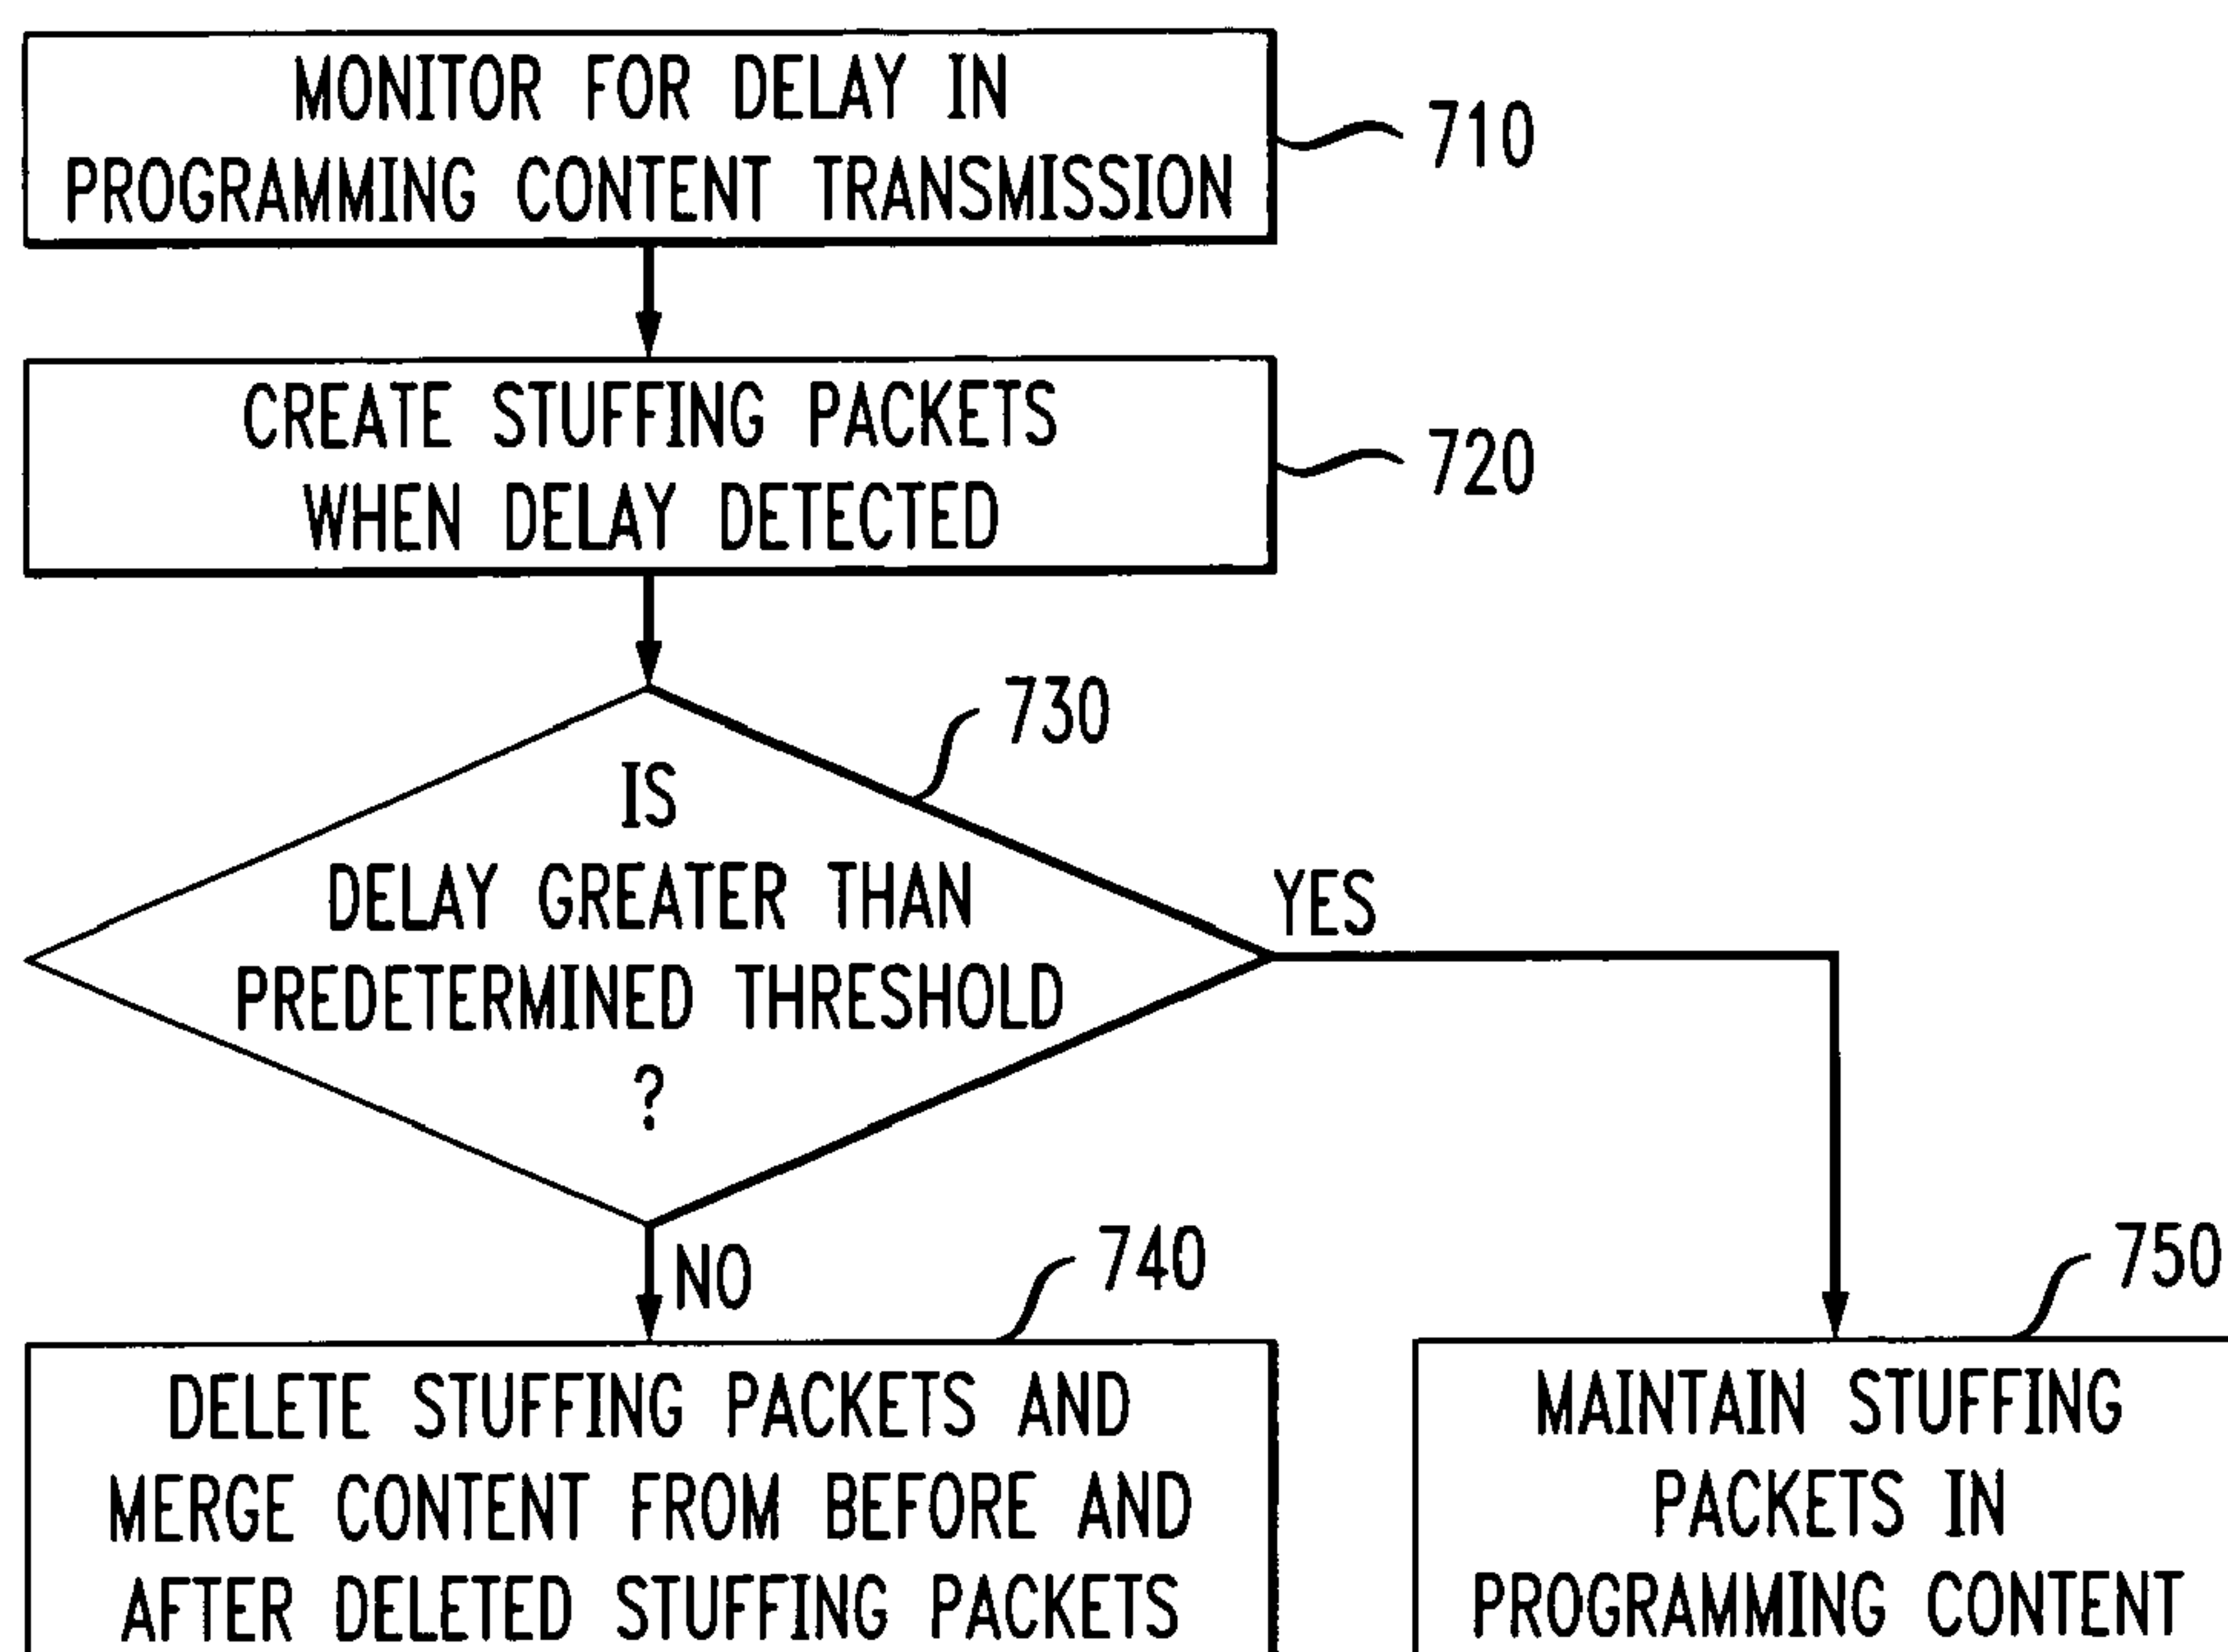 MONITOR FOR DELAY IN
PROGRAMMING CONTENT TRANSMISSION
710
CREATE STUFFING PACKETS
WHEN DELAY DETECTED
720
730
IS
DELAY GREATER THAN
PREDETERMINED THRESHOLD
?
YES
NO
740
DELETE STUFFING PACKETS AND
MERGE CONTENT FROM BEFORE AND
AFTER DELETED STUFFING PACKETS
750
MAINTAIN STUFFING
PACKETS IN
PROGRAMMING CONTENT